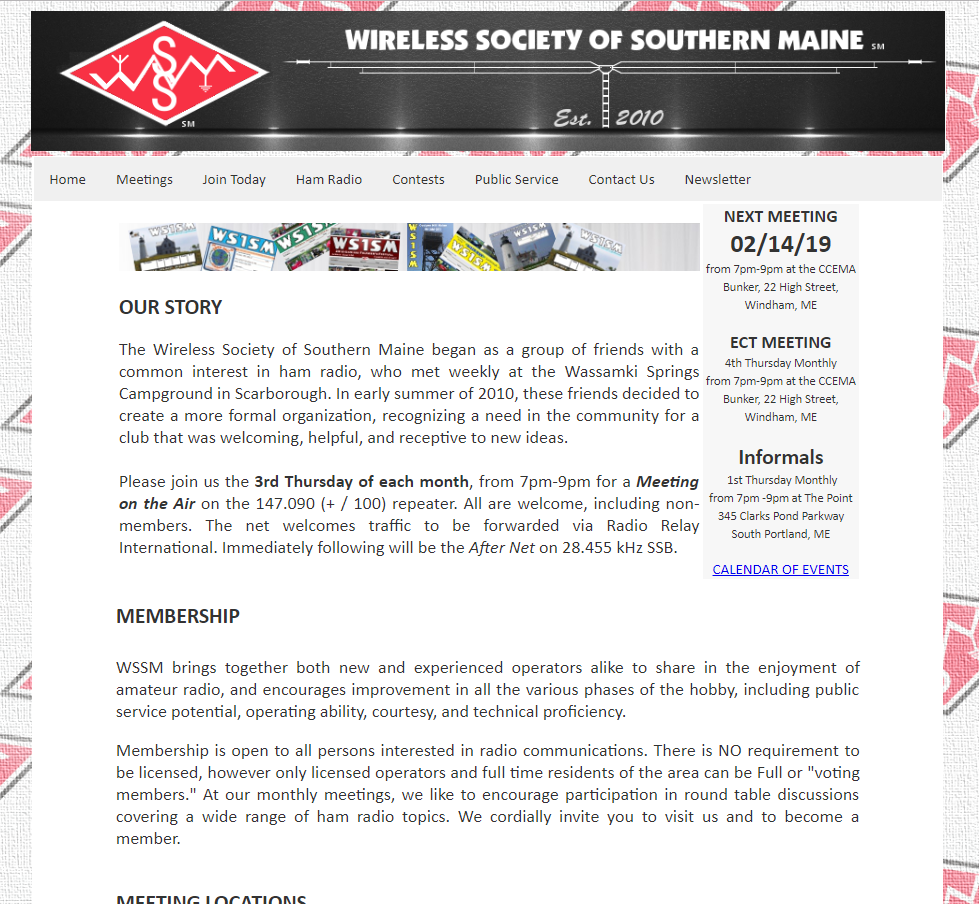 WSSM
SM
WIRELESS SOCIETY OF SOUTHERN MAINE SM
Est. 2010
Home Meetings Join Today Ham Radio Contests Public Service Contact Us Newsletter
WS1SM WS1SM WS1SM WS1SM WS1SM WS1SM WS1SM WS1SM
OUR STORY
The Wireless Society of Southern Maine began as a group of friends with a
common interest in ham radio, who met weekly at the Wassamki Springs
Campground in Scarborough. In early summer of 2010, these friends decided to
create a more formal organization, recognizing a need in the community for a
club that was welcoming, helpful, and receptive to new ideas.
Please join us the 3rd Thursday of each month, from 7pm-9pm for a Meeting
on the Air on the 147.090 (+ / 100) repeater. All are welcome, including non-
members. The net welcomes traffic to be forwarded via Radio Relay
International. Immediately following will be the After Net on 28.455 kHz SSB.
NEXT MEETING
02/14/19
from 7pm-9pm at the CCEMA
Bunker, 22 High Street,
Windham, ME
ECT MEETING
4th Thursday Monthly
from 7pm-9pm at the CCEMA
Bunker, 22 High Street,
Windham, ME
Informals
1st Thursday Monthly
from 7pm -9pm at The Point
345 Clarks Pond Parkway
South Portland, ME
CALENDAR OF EVENTS
MEMBERSHIP
WSSM brings together both new and experienced operators alike to share in the enjoyment of
amateur radio, and encourages improvement in all the various phases of the hobby, including public
service potential, operating ability, courtesy, and technical proficiency.
Membership is open to all persons interested in radio communications. There is NO requirement to
be licensed, however only licensed operators and full time residents of the area can be Full or "voting
members." At our monthly meetings, we like to encourage participation in round table discussions
covering a wide range of ham radio topics. We cordially invite you to visit us and to become a
member.
MEETING LOCATIONS